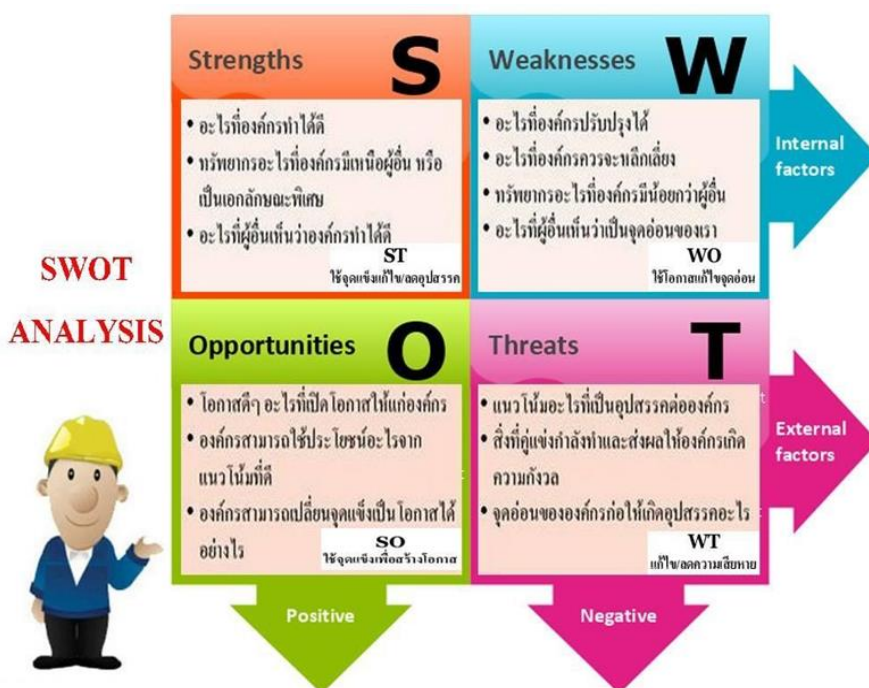 Strengths
S
• อะไรที่องค์กรทำได้ดี
• ทรัพยากรอะไรที่องค์กรมีเหนือผู้อื่น หรือ
เป็นเอกลักษณะพิเศษ
• อะไรที่ผู้อื่นเห็นว่าองค์กรทำได้ดี
ST
ใช้จุดแข็งแก้ไข/ลดอุปสรรค
Weaknesses
W
• อะไรที่องค์กรปรับปรุงได้
• อะไรที่องค์กรควรจะหลีกเลี่ยง
• ทรัพยากรอะไรที่องค์กรมีน้อยกว่าผู้อื่น
• อะไรที่ผู้อื่นเห็นว่าเป็นจุดอ่อนของเรา
WO
ใช้โอกาสแก้ไขจุดอ่อน
Internal
factors
SWOT
ANALYSIS
Opportunities
O
• โอกาสดีๆ อะไรที่เปิดโอกาสให้แก่องค์กร
• องค์กรสามารถใช้ประโยชน์อะไรจาก
แนวโน้มที่ดี
• องค์กรสามารถเปลี่ยนจุดแข็งเป็นโอกาสได้
อย่างไร
SO
ใช้จุดแข็งเพื่อสร้างโอกาส
Threats
T
• แนวโน้มอะไรที่เป็นอุปสรรคต่อองค์กร
• สิ่งที่คู่แข่งกำลังทำและส่งผลให้องค์กรเกิด
ความกังวล
• จุดอ่อนขององค์กรก่อให้เกิดอุปสรรคอะไร
WT
แก้ไข/ลดความเสียหาย
External
factors
Positive
Negative